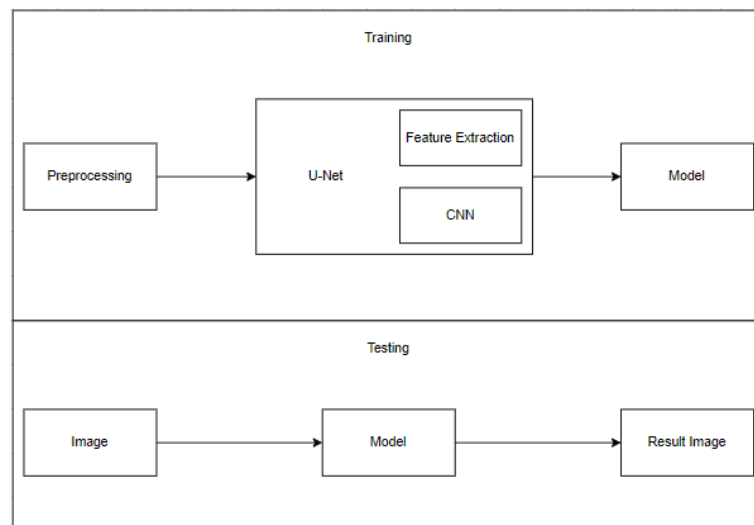 Training
Preprocessing
U-Net
Feature Extraction
CNN
Model
Testing
Image
Model
Result Image